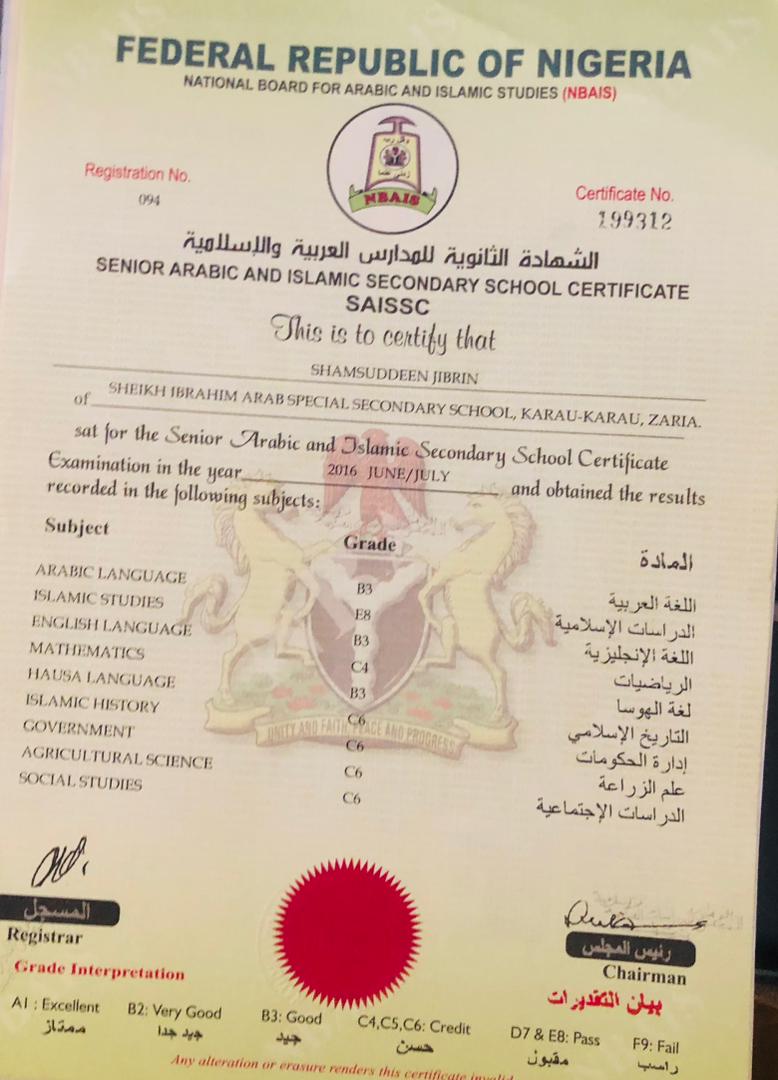 FEDERAL REPUBLIC OF NIGERIA
NATIONAL BOARD FOR ARABIC AND ISLAMIC STUDIES (NBAIS)
Registration No.
094
NBAIS
Certificate No.
199312
الشهادة الثانوية للمدارس العربية والإسلامية
SENIOR ARABIC AND ISLAMIC SECONDARY SCHOOL CERTIFICATE
SAISSC
This is to certify that
SHAMSUDDEEN JIBRIN
of SHEIKH IBRAHIM ARAB SPECIAL SECONDARY SCHOOL, KARAU-KARAU, ZARIA.
sat for the Senior Arabic and Islamic Secondary School Certificate
Examination in the year 2016 JUNE/JULY and obtained the results
recorded in the following subjects:
Subject Grade المادة
ARABIC LANGUAGE B3 اللغة العربية
ISLAMIC STUDIES E8 الدراسات الإسلامية
ENGLISH LANGUAGE B3 اللغة الإنجليزية
MATHEMATICS C4 الرياضيات
HAUSA LANGUAGE B3 لغة الهوسا
ISLAMIC HISTORY C6 التاريخ الإسلامي
GOVERNMENT C6 إدارة الحكومات
AGRICULTURAL SCIENCE C6 علم الزراعة
SOCIAL STUDIES C6 الدراسات الإجتماعية
UNITY AND FAITH, PEACE AND PROGRESS
المسجل
Registrar
رئيس المجلس
Chairman
Grade Interpretation
بيان التقديرات
A1 : Excellent B2: Very Good B3: Good C4,C5,C6: Credit D7 & E8: Pass F9: Fail
ممتاز جيد جدا جيد حسن مقبول راسب
Any alteration or erasure renders this certificate invalid